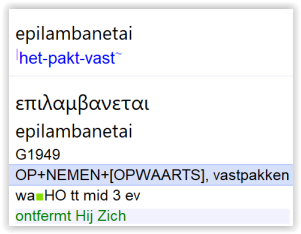 epilambanetai
|het-pakt-vast~
επιλαμβανεται
epilambanetai
G1949
OP+NEMEN+[OPWAARTS], vastpakken
wa■HO tt mid 3 ev
ontfermt Hij Zich